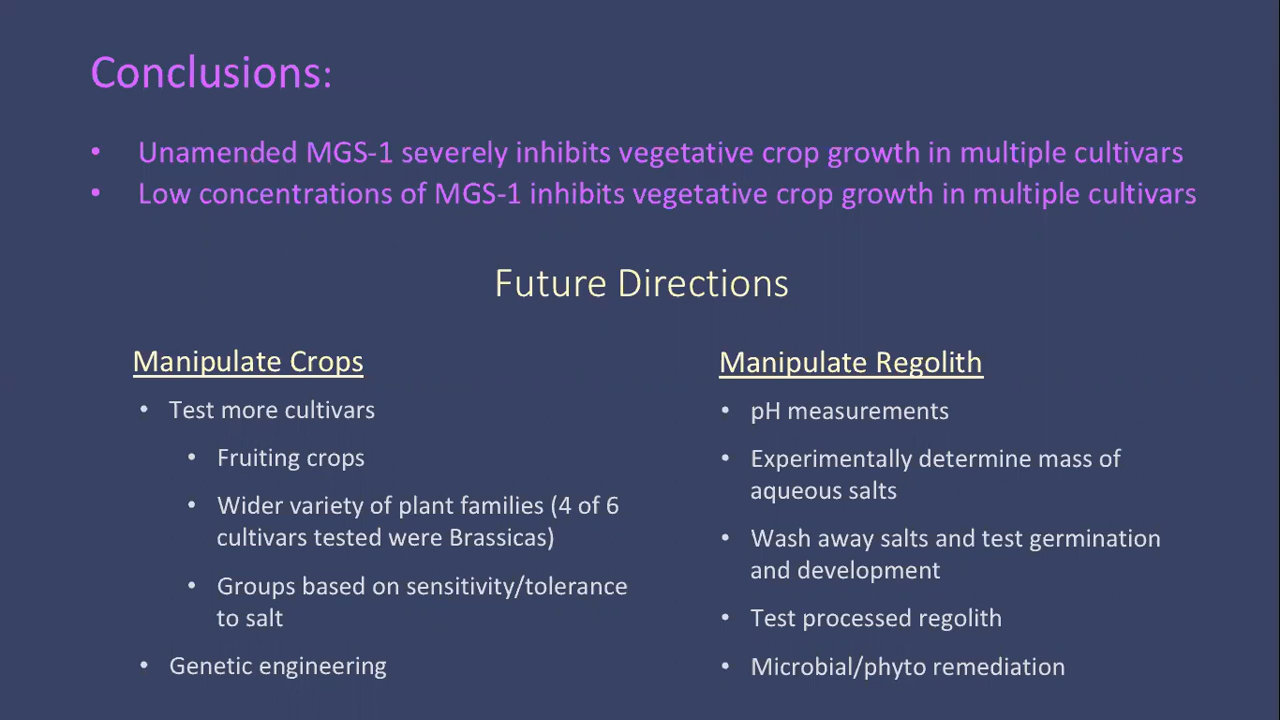 Conclusions:
• Unamended MGS-1 severely inhibits vegetative crop growth in multiple cultivars
• Low concentrations of MGS-1 inhibits vegetative crop growth in multiple cultivars
Future Directions
Manipulate Crops
• Test more cultivars
• Fruiting crops
• Wider variety of plant families (4 of 6
cultivars tested were Brassicas)
• Groups based on sensitivity/tolerance
to salt
• Genetic engineering
Manipulate Regolith
• pH measurements
• Experimentally determine mass of
aqueous salts
• Wash away salts and test germination
and development
• Test processed regolith
• Microbial/phyto remediation